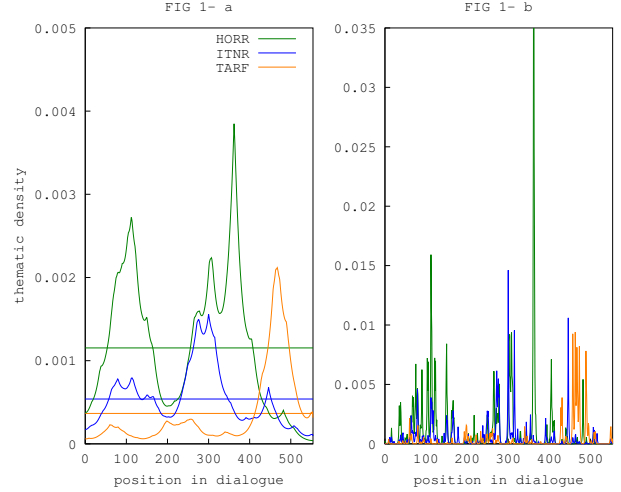 FIG 1- a
FIG 1- b
0.005
0.004
0.003
0.002
0.001
0
thematic density
HORR
ITNR
TARF
0 100 200 300 400 500
position in dialogue
0.035
0.03
0.025
0.02
0.015
0.01
0.005
0
0 100 200 300 400 500
position in dialogue